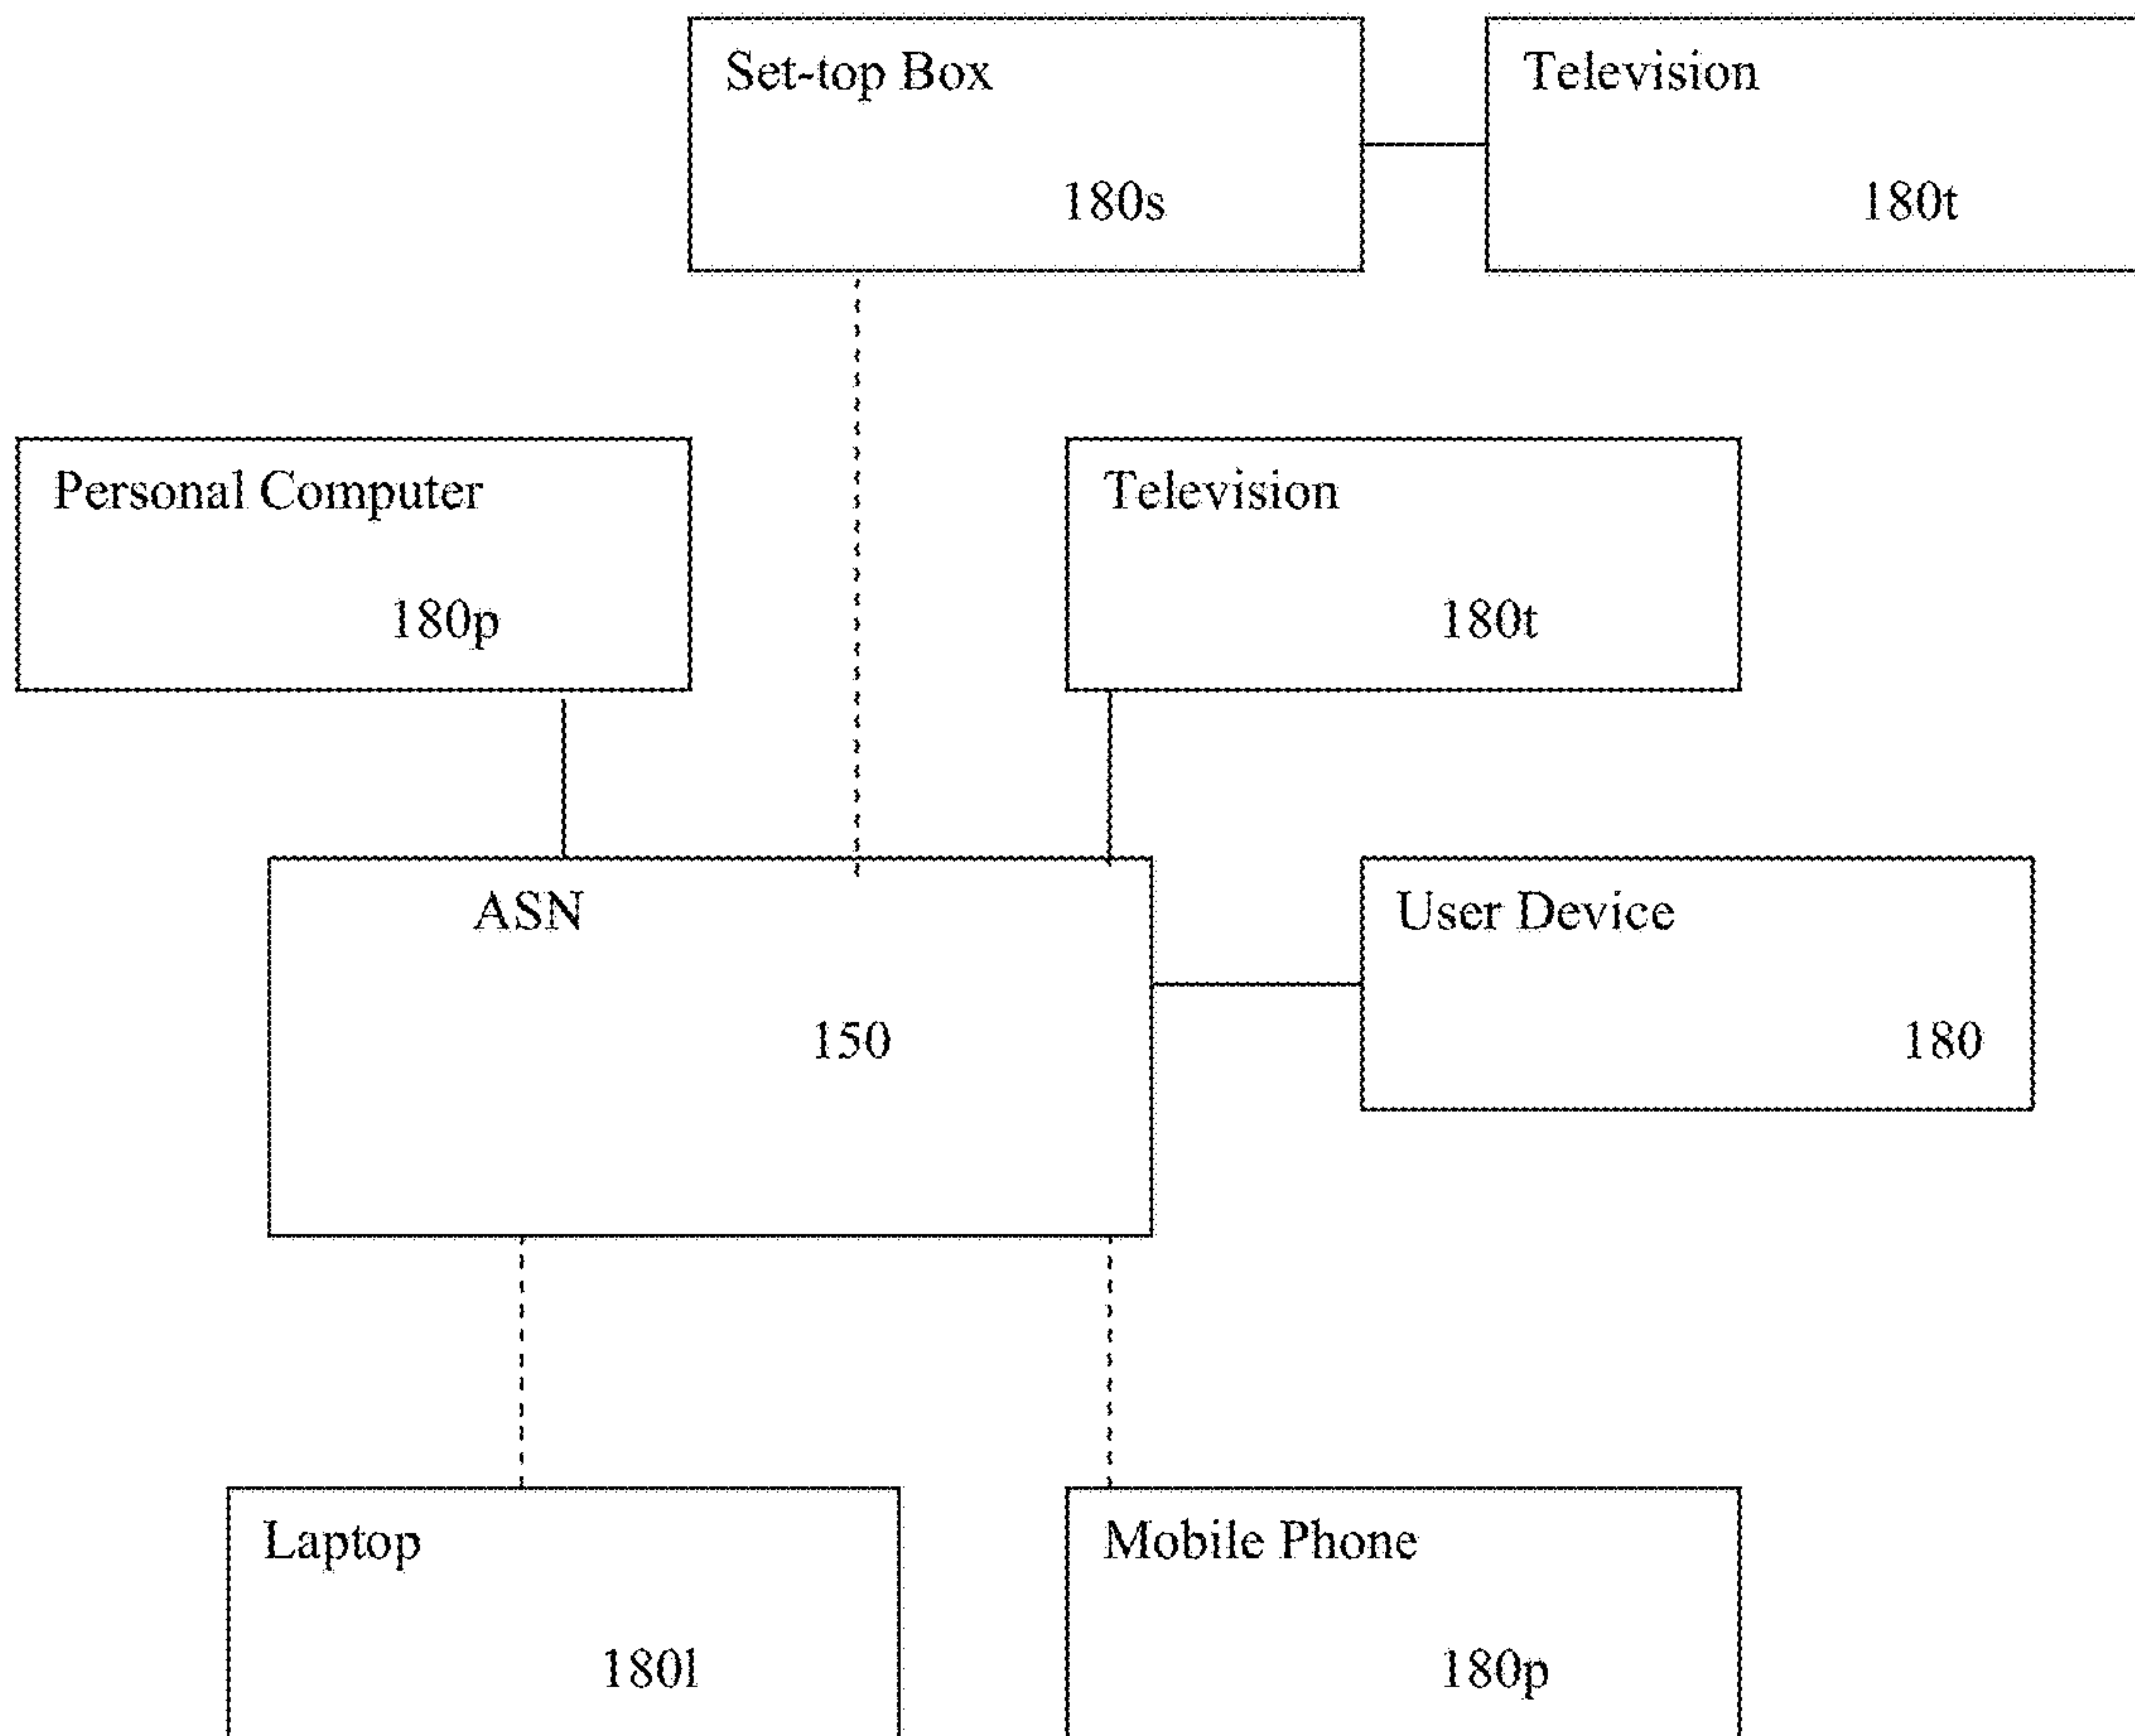 Set-top Box
180s
Television
180t
Personal Computer
180p
Television
180t
ASN
150
User Device
180
Laptop
180l
Mobile Phone
180p